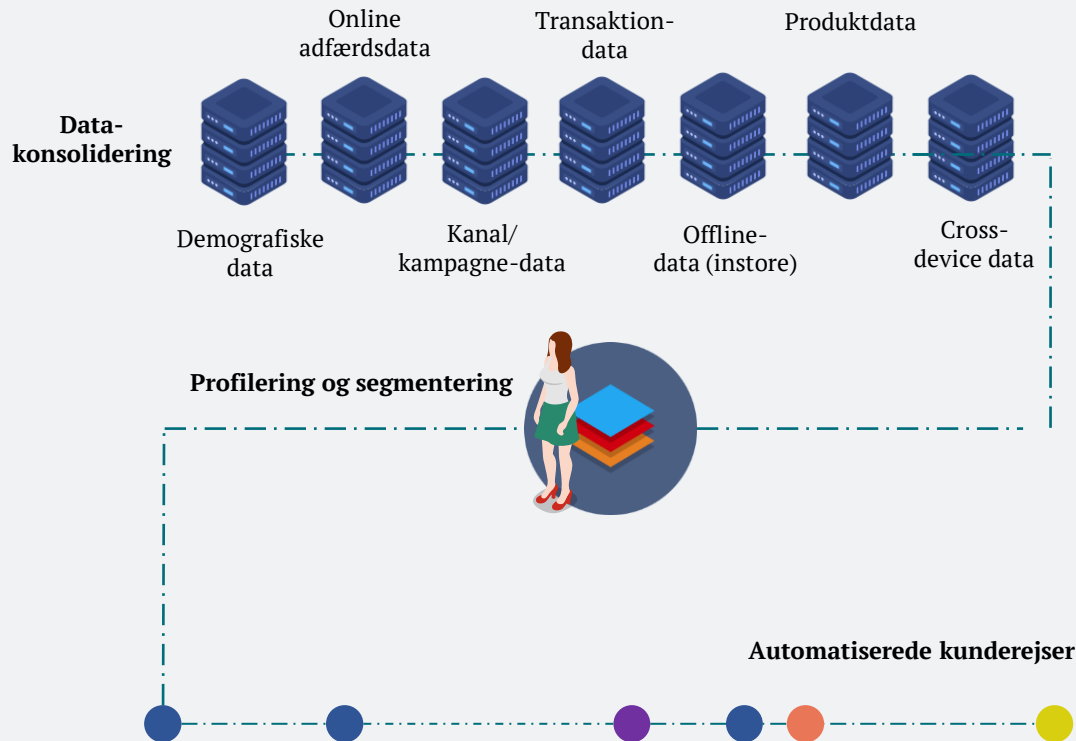 Online
adfærdsdata
Transaktion-
data
Produktdata
Data-
konsolidering
Demografiske
data
Kanal/
kampagne-data
Offline-
data (instore)
Cross-
device data
Profilering og segmentering
Automatiserede kunderejser